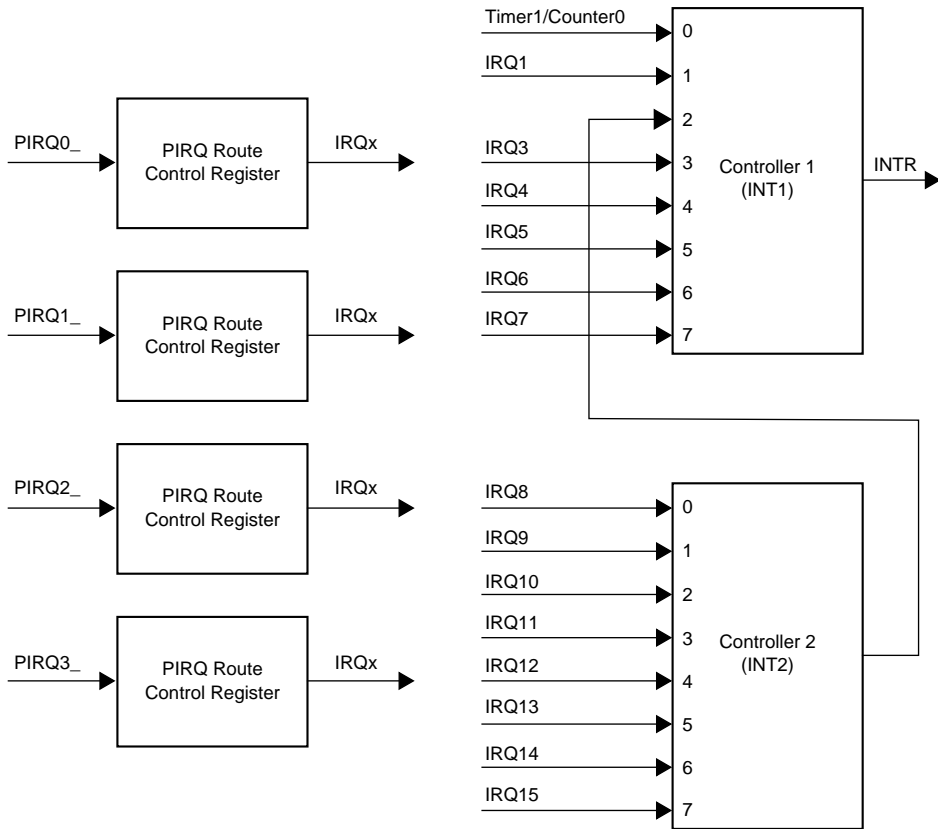 PIRQ0_
PIRQ Route
Control Register
IRQx
PIRQ1_
PIRQ Route
Control Register
IRQx
PIRQ2_
PIRQ Route
Control Register
IRQx
PIRQ3_
PIRQ Route
Control Register
IRQx
Timer1/Counter0
0
IRQ1
1
2
IRQ3
3
IRQ4
4
IRQ5
5
IRQ6
6
IRQ7
7
Controller 1
(INT1)
INTR
IRQ8
0
IRQ9
1
IRQ10
2
IRQ11
3
IRQ12
4
IRQ13
5
IRQ14
6
IRQ15
7
Controller 2
(INT2)